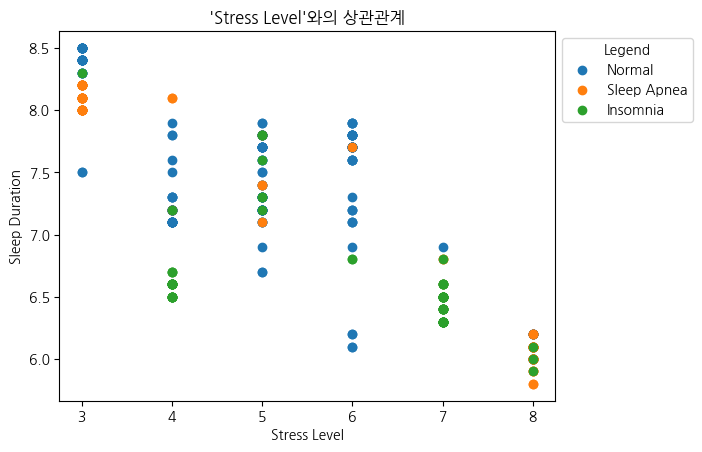 'Stress Level'와의 상관관계
Legend
Normal
Sleep Apnea
Insomnia
Sleep Duration
8.5
8.0
7.5
7.0
6.5
6.0
3 4 5 6 7 8
Stress Level